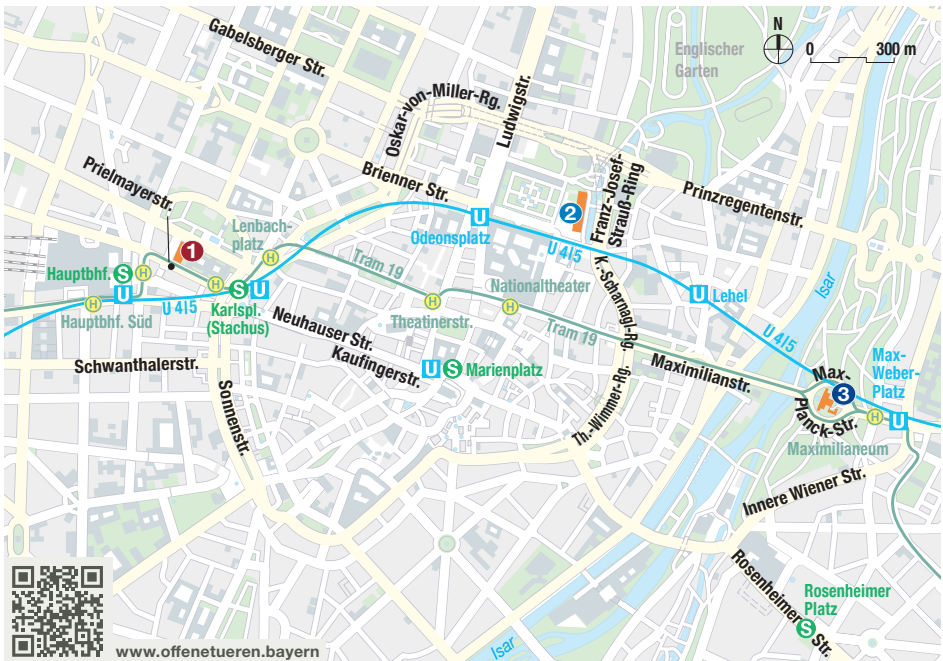 Gabelsberger Str.
Oskar-von-Miller-Rg.
Ludwigstr.
Englischer
Garten
N
0 300 m
Prielmayerstr.
Brienner Str.
Franz-Josef-
Strauß-Ring
Prinzregentenstr.
Lenbach-
platz
1
2
U
Odeonsplatz
U 4|5
Hauptbhf. S
H
H
Tram 19
K.-Scharnagl-Rg.
Nationaltheater
U
Lehel
Isar
H
U
U 4|5
S
U
H
H
Hauptbhf. Süd
Karlspl.
(Stachus)
Theatinerstr.
Tram 19
U 4|5
Neuhauser Str.
Kaufingerstr.
U S Marienplatz
Schwanthalerstr.
Sonnenstr.
Th.-Wimmer-Rg.
Maximilianstr.
Max-
Planck-Str.
3
Max-
Weber-
Platz
H
U
Maximilianeum
Innere Wiener Str.
Rosenheimer Str.
Rosenheimer
Platz
S
Isar
www.offenetueren.bayern